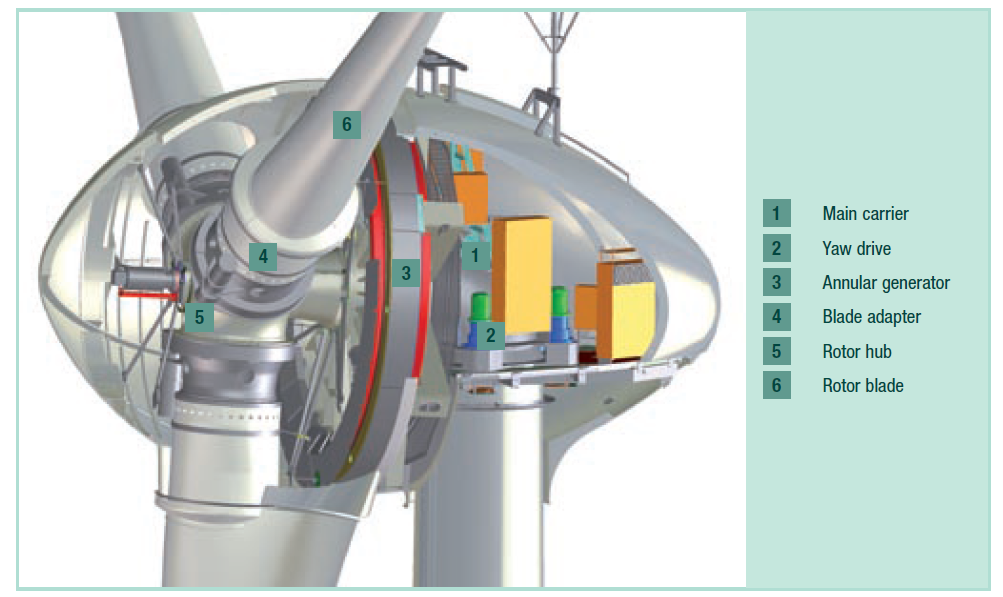 6
4
3
1
5
2
1 Main carrier
2 Yaw drive
3 Annular generator
4 Blade adapter
5 Rotor hub
6 Rotor blade